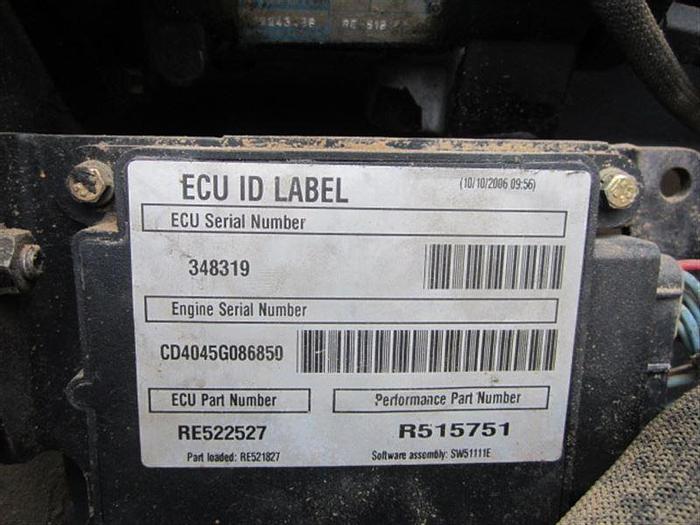 ECU ID LABEL (10/10/2006 09:56)
ECU Serial Number
348319
Engine Serial Number
CD4045G086850
ECU Part Number Performance Part Number
RE522527 R515751
Part loaded: RE521827 Software assembly: SW51111E